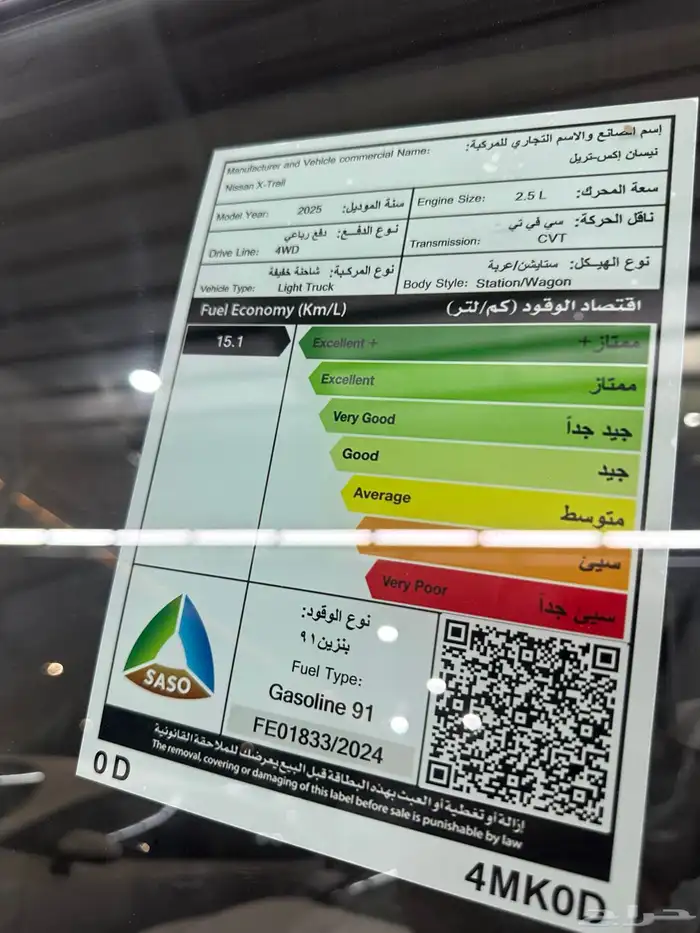 إسم الصانع والاسم التجاري للمركبة:
Manufacturer and Vehicle commercial Name:
نيسان إكس-تريل
Nissan X-Trail
Model Year: 2025 سنة الموديل:
Engine Size: 2.5 L سعة المحرك:
Drive Line: دفع رباعي نوع الدفع:
4WD
Transmission: سي في تي ناقل الحركة:
CVT
Vehicle Type: شاحنة خفيفة نوع المركبة:
Light Truck
Body Style: ستايشن/عربة نوع الهيكل:
Station/Wagon
Fuel Economy (Km/L) اقتصاد الوقود (كم/لتر)
15.1
Excellent + ممتاز+
Excellent ممتاز
Very Good جيد جداً
Good جيد
Average متوسط
سيئ
Very Poor سيئ جداً
SASO
نوع الوقود:
بنزين ٩١
Fuel Type:
Gasoline 91
FE01833/2024
إزالة أو تغطية أو العبث بهذه البطاقة قبل البيع يعرضك للملاحقة القانونية
The removal, covering or damaging of this label before sale is punishable by law
0D
4MK0D
حراج